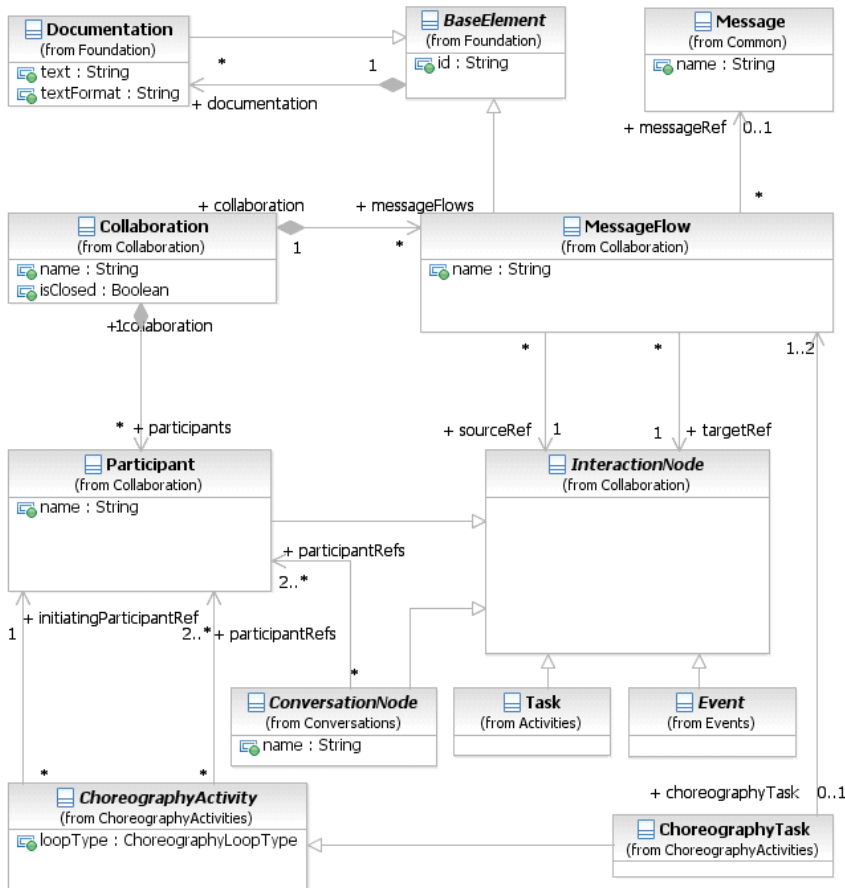 Documentation
(from Foundation)
text : String
textFormat : String
BaseElement
(from Foundation)
id : String
Message
(from Common)
name : String
*
1
+ documentation
+ messageRef
0..1
*
+ collaboration
+ messageFlows
1
*
Collaboration
(from Collaboration)
name : String
isClosed : Boolean
MessageFlow
(from Collaboration)
name : String
+ colaboration
1
* + participants
*
*
1..2
+ sourceRef
1
1
+ targetRef
Participant
(from Collaboration)
name : String
InteractionNode
(from Collaboration)
+ participantRefs
2..*
+ initiatingParticipantRef
1
2..*
+ participantRefs
*
ConversationNode
(from Conversations)
name : String
Task
(from Activities)
Event
(from Events)
*
*
ChoreographyActivity
(from ChoreographyActivities)
loopType : ChoreographyLoopType
+ choreographyTask
0..1
ChoreographyTask
(from ChoreographyActivities)